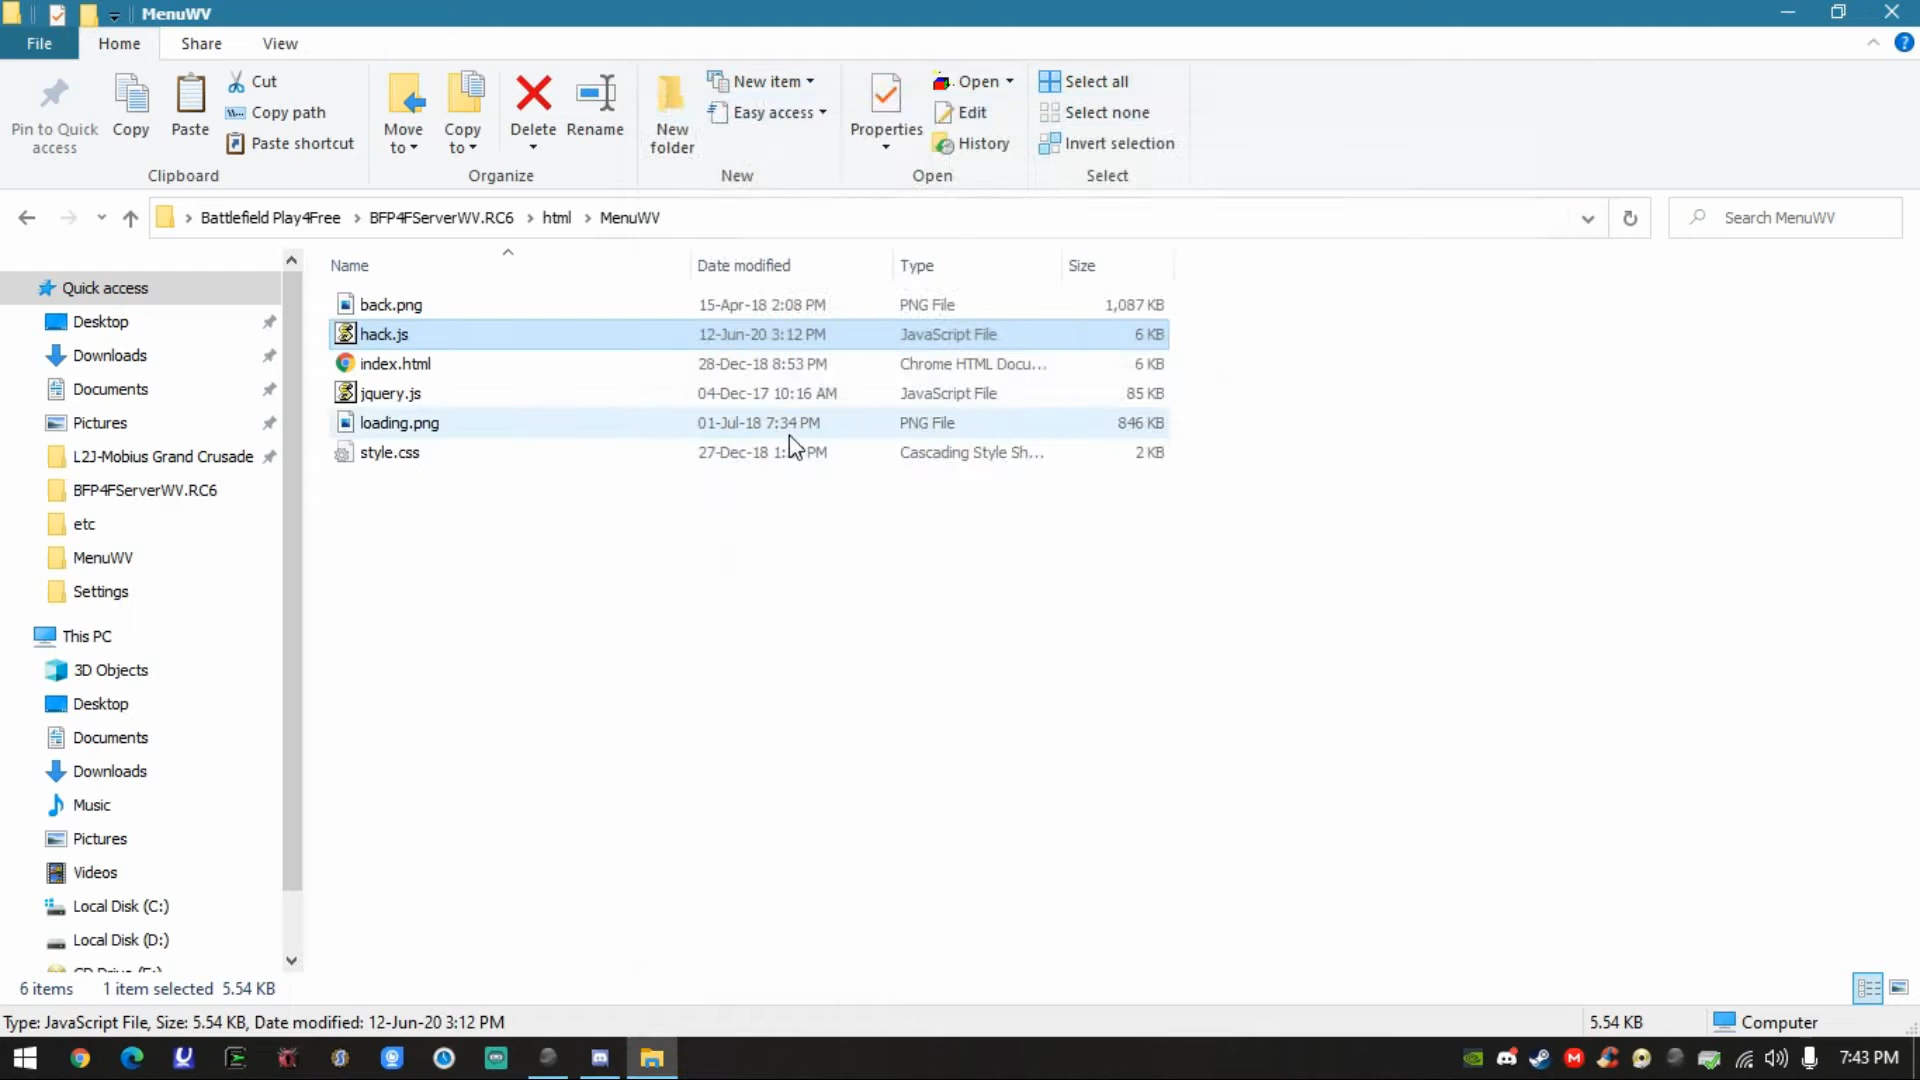 MenuWV
File Home Share View
Pin to Quick access
Copy
Paste
Cut
Copy path
Paste shortcut
Clipboard
Move to
Copy to
Delete
Rename
Organize
New folder
New item
Easy access
New
Properties
Open
Edit
History
Open
Select all
Select none
Invert selection
Select
Battlefield Play4Free > BFP4FServerWV.RC6 > html > MenuWV
Search MenuWV
Name Date modified Type Size
back.png 15-Apr-18 2:08 PM PNG File 1,087 KB
hack.js 12-Jun-20 3:12 PM JavaScript File 6 KB
index.html 28-Dec-18 8:53 PM Chrome HTML Docu... 6 KB
jquery.js 04-Dec-17 10:16 AM JavaScript File 85 KB
loading.png 01-Jul-18 7:34 PM PNG File 846 KB
style.css 27-Dec-18 PM Cascading Style Sh... 2 KB
Quick access
Desktop
Downloads
Documents
Pictures
L2J-Mobius Grand Crusade
BFP4FServerWV.RC6
etc
MenuWV
Settings
This PC
3D Objects
Desktop
Documents
Downloads
Music
Pictures
Videos
Local Disk (C:)
Local Disk (D:)
6 items 1 item selected 5.54 KB
Type: JavaScript File, Size: 5.54 KB, Date modified: 12-Jun-20 3:12 PM
5.54 KB
Computer
7:43 PM